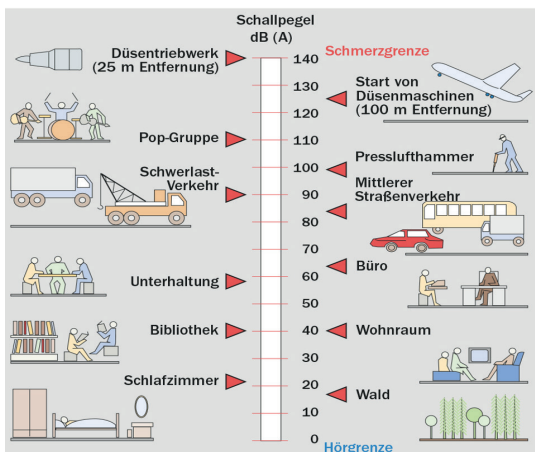 Schallpegel
dB (A)
Düsentriebwerk
(25 m Entfernung)
140
Schmerzgrenze
130
Start von
Düsenmaschinen
(100 m Entfernung)
120
Pop-Gruppe
110
Presslufthammer
100
Schwerlast-
Verkehr
90
Mittlerer
Straßenverkehr
80
70
Büro
60
Unterhaltung
50
Bibliothek
40
Wohnraum
30
Schlafzimmer
20
Wald
10
0
Hörgrenze